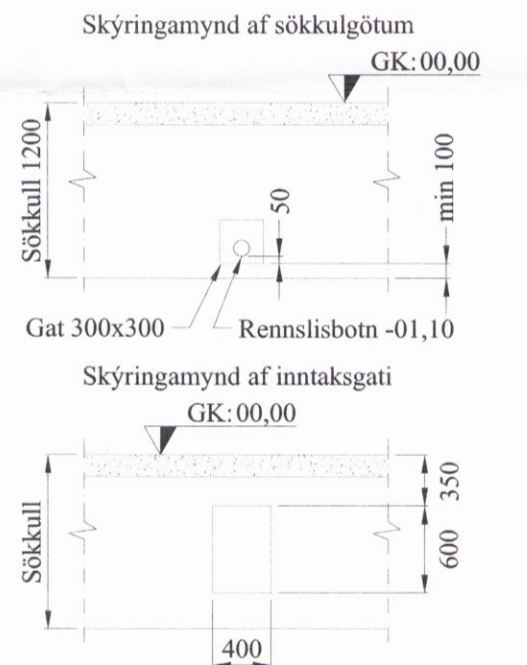 Skýringamynd af sökkulgötum
GK: 00,00
Sökkull 1200
50
min 100
Gat 300x300
Rennslisbotn -01,10
Skýringamynd af inntaksgati
GK: 00,00
Sökkull
350
600
400